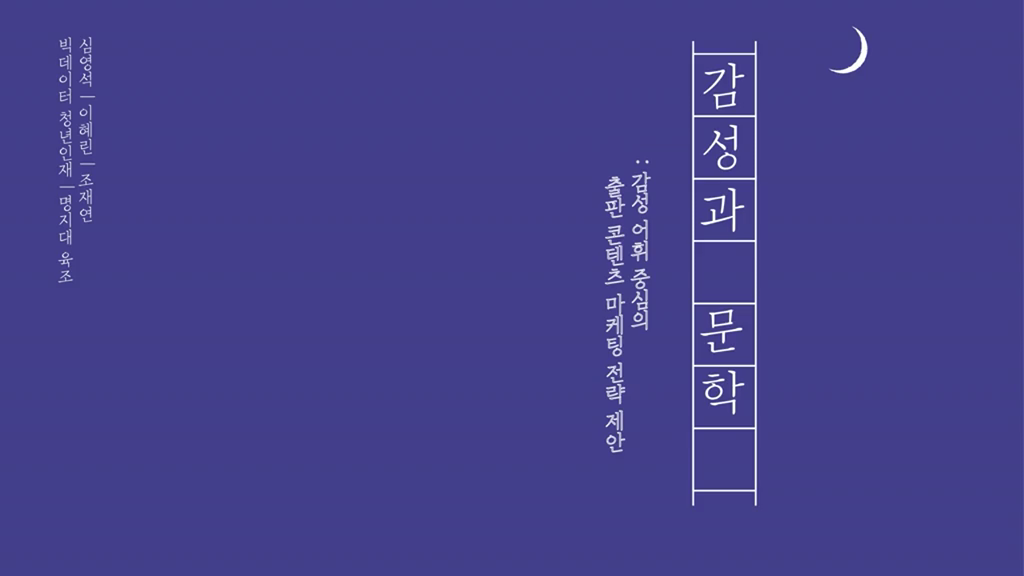 감성과 문학
: 감성 어휘 중심의
출판 콘텐츠 마케팅 전략 제안
심영석 | 이혜린 | 조재연
빅데이터 청년인재 | 명지대 육조